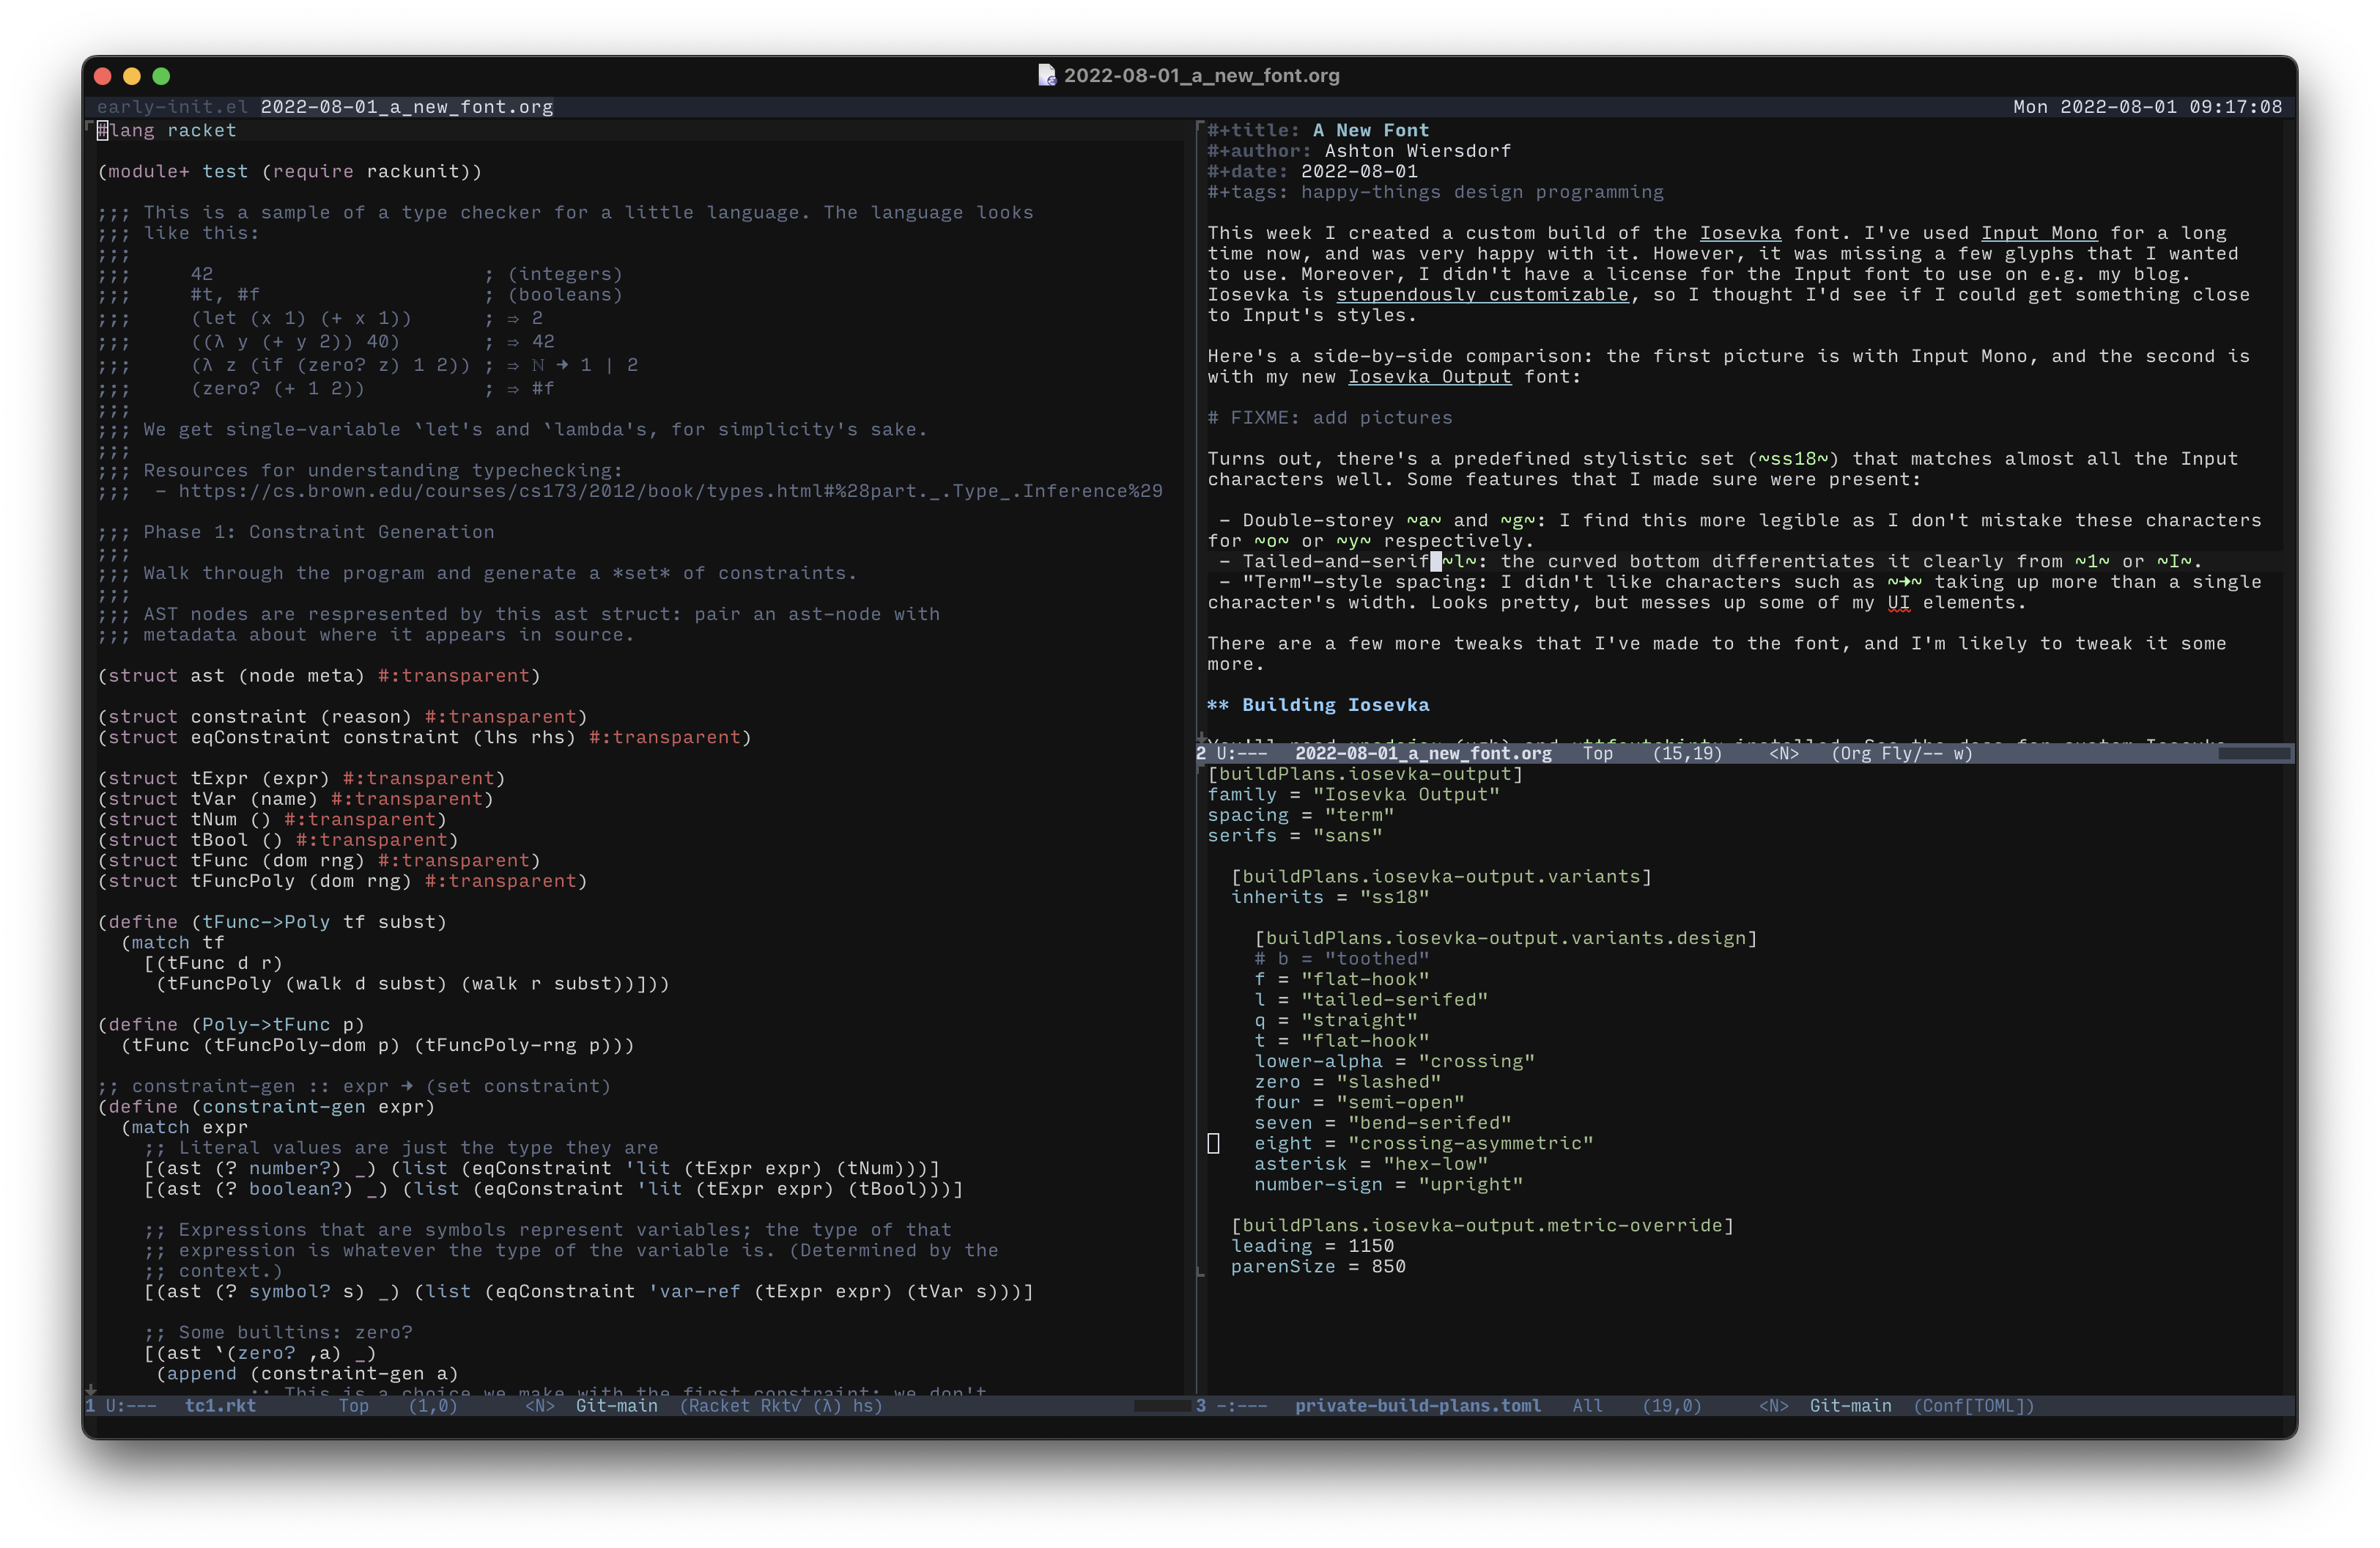 2022-08-01_a_new_font.org
early-init.el 2022-08-01_a_new_font.org
Mon 2022-08-01 09:17:08
#lang racket

(module+ test (require rackunit))

;;; This is a sample of a type checker for a little language. The language looks
;;; like this:
;;;
;;;     42                       ; (integers)
;;;     #t, #f                   ; (booleans)
;;;     (let (x 1) (+ x 1))      ; ⇒ 2
;;;     ((λ y (+ y 2)) 40)       ; ⇒ 42
;;;     (λ z (if (zero? z) 1 2)) ; ⇒ ℕ → 1 | 2
;;;     (zero? (+ 1 2))          ; ⇒ #f
;;;
;;; We get single-variable `let's and `lambda's, for simplicity's sake.
;;;
;;; Resources for understanding typechecking:
;;;  - https://cs.brown.edu/courses/cs173/2012/book/types.html#%28part._.Type_.Inference%29

;;; Phase 1: Constraint Generation
;;;
;;; Walk through the program and generate a *set* of constraints.
;;;
;;; AST nodes are respresented by this ast struct: pair an ast-node with
;;; metadata about where it appears in source.

(struct ast (node meta) #:transparent)

(struct constraint (reason) #:transparent)
(struct eqConstraint constraint (lhs rhs) #:transparent)

(struct tExpr (expr) #:transparent)
(struct tVar (name) #:transparent)
(struct tNum () #:transparent)
(struct tBool () #:transparent)
(struct tFunc (dom rng) #:transparent)
(struct tFuncPoly (dom rng) #:transparent)

(define (tFunc->Poly tf subst)
  (match tf
    [(tFunc d r)
     (tFuncPoly (walk d subst) (walk r subst))]))

(define (Poly->tFunc p)
  (tFunc (tFuncPoly-dom p) (tFuncPoly-rng p)))

;; constraint-gen :: expr → (set constraint)
(define (constraint-gen expr)
  (match expr
    ;; Literal values are just the type they are
    [(ast (? number?) _) (list (eqConstraint 'lit (tExpr expr) (tNum)))]
    [(ast (? boolean?) _) (list (eqConstraint 'lit (tExpr expr) (tBool)))]

    ;; Expressions that are symbols represent variables; the type of that
    ;; expression is whatever the type of the variable is. (Determined by the
    ;; context.)
    [(ast (? symbol? s) _) (list (eqConstraint 'var-ref (tExpr expr) (tVar s)))]

    ;; Some builtins: zero?
    [(ast `(zero? ,a) _)
     (append (constraint-gen a)
             ;; This is a choice we make with the first constraint: we don't
1 U:---  tc1.rkt       Top   (1,0)      <N>  Git-main  (Racket Rkt✓ (λ) hs)
#+title: A New Font
#+author: Ashton Wiersdorf
#+date: 2022-08-01
#+tags: happy-things design programming

This week I created a custom build of the Iosevka font. I've used Input Mono for a long
time now, and was very happy with it. However, it was missing a few glyphs that I wanted
to use. Moreover, I didn't have a license for the Input font to use on e.g. my blog.
Iosevka is stupendously customizable, so I thought I'd see if I could get something close
to Input's styles.

Here's a side-by-side comparison: the first picture is with Input Mono, and the second is
with my new Iosevka Output font:

# FIXME: add pictures

Turns out, there's a predefined stylistic set (~ss18~) that matches almost all the Input
characters well. Some features that I made sure were present:

 - Double-storey ~a~ and ~g~: I find this more legible as I don't mistake these characters
for ~o~ or ~y~ respectively.
 - Tailed-and-serif ~l~: the curved bottom differentiates it clearly from ~1~ or ~I~.
 - "Term"-style spacing: I didn't like characters such as ~→~ taking up more than a single
character's width. Looks pretty, but messes up some of my UI elements.

There are a few more tweaks that I've made to the font, and I'm likely to tweak it some
more.

** Building Iosevka

2 U:---  2022-08-01_a_new_font.org   Top   (15,19)    <N>   (Org Fly/-- w)
[buildPlans.iosevka-output]
family = "Iosevka Output"
spacing = "term"
serifs = "sans"

  [buildPlans.iosevka-output.variants]
  inherits = "ss18"

    [buildPlans.iosevka-output.variants.design]
    # b = "toothed"
    f = "flat-hook"
    l = "tailed-serifed"
    q = "straight"
    t = "flat-hook"
    lower-alpha = "crossing"
    zero = "slashed"
    four = "semi-open"
    seven = "bend-serifed"
    eight = "crossing-asymmetric"
    asterisk = "hex-low"
    number-sign = "upright"

  [buildPlans.iosevka-output.metric-override]
  leading = 1150
  parenSize = 850
3 -:---  private-build-plans.toml   All   (19,0)     <N>  Git-main  (Conf[TOML])